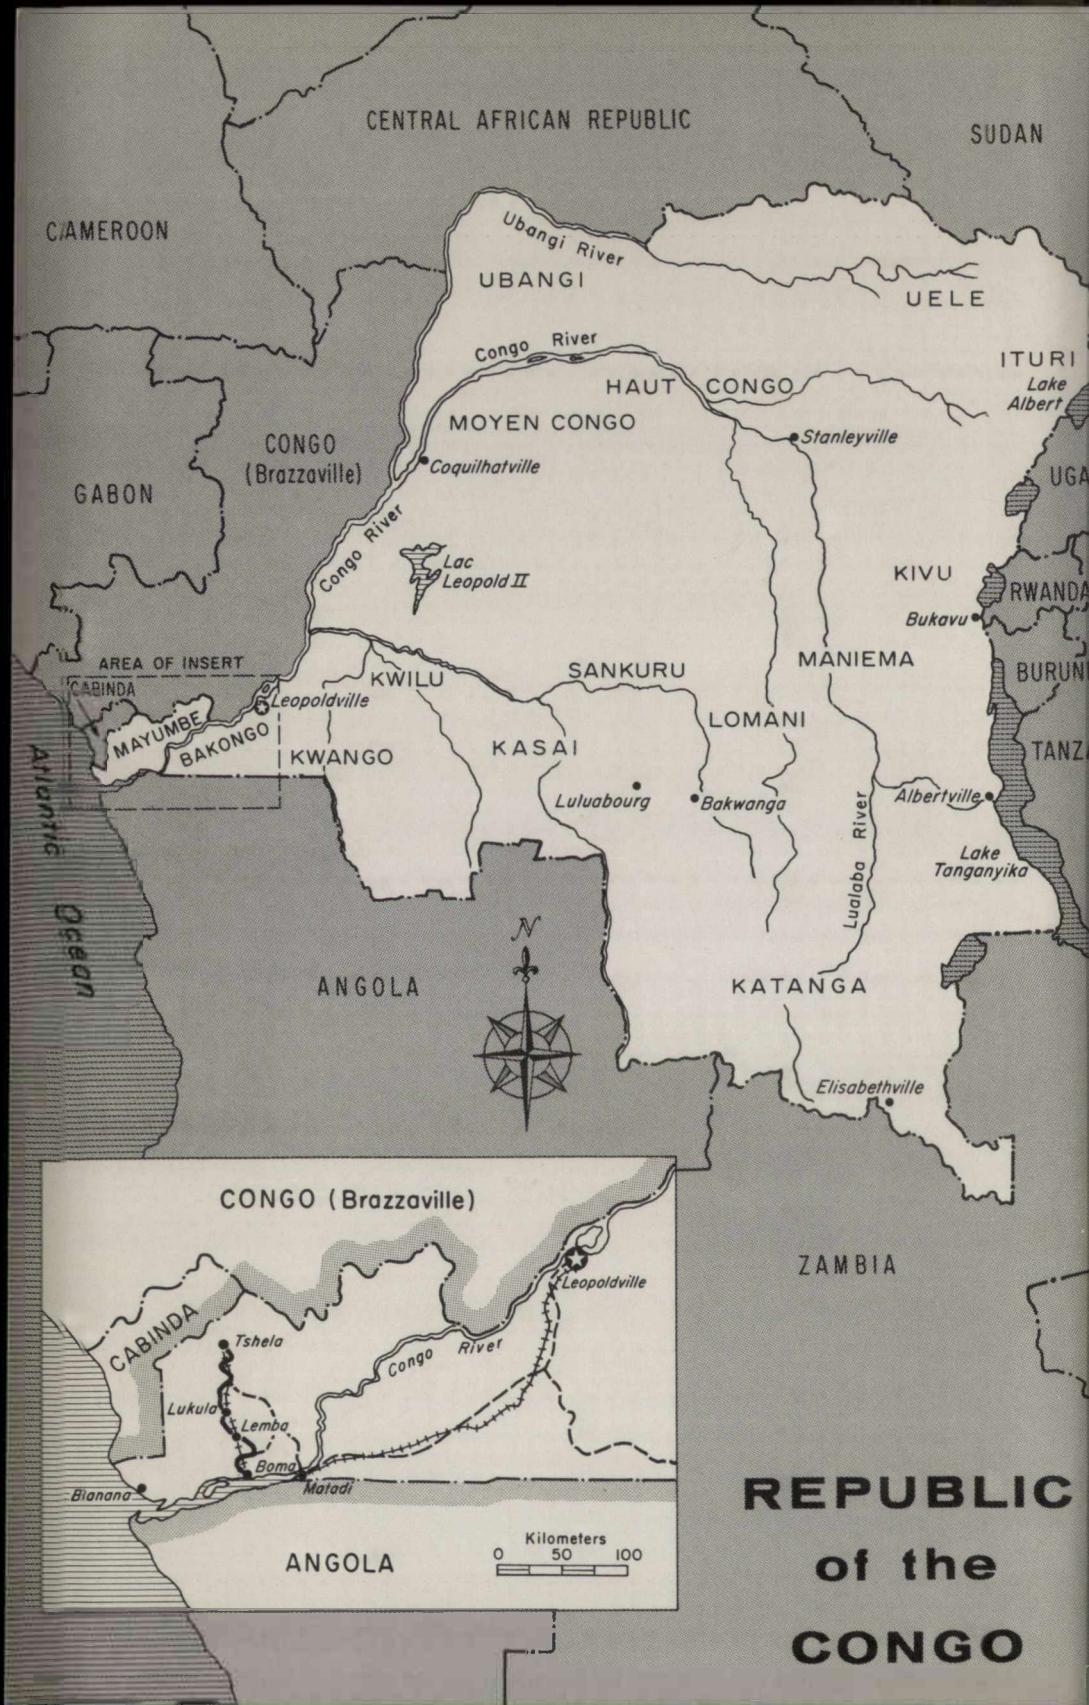 CENTRAL AFRICAN REPUBLIC
SUDAN
CAMEROON
Ubangi River
UBANGI
UELE
Congo River
ITURI
HAUT CONGO
Lake
Albert
MOYEN CONGO
Stanleyville
CONGO
(Brazzaville)
Coquilhatville
GABON
UGA
Congo River
Lac
Leopold II
KIVU
RWANDA
Bukavu
AREA OF INSERT
CABINDA
KWILU
SANKURU
MANIEMA
BURUN
Leopoldville
MAYUMBE
BAKONGO
LOMANI
KWANGO
KASAI
TANZ
Luluabourg
Bakwanga
Albertville
Lualaba River
Lake
Tanganyika
Atlantic
Ocean
N
ANGOLA
KATANGA
Elisabethville
ZAMBIA
CONGO (Brazzaville)
Leopoldville
CABINDA
Tshela
Congo River
Lukula
Lemba
Boma
Matadi
Bianana
ANGOLA
Kilometers
0 50 100
REPUBLIC
of the
CONGO